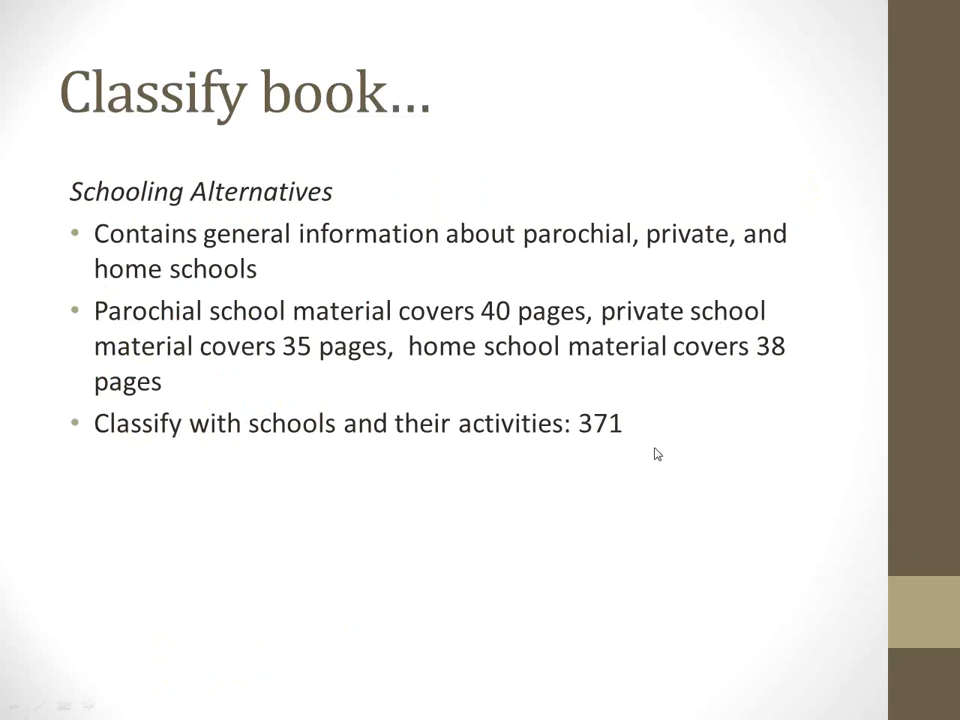 Classify book…
Schooling Alternatives
• Contains general information about parochial, private, and
home schools
• Parochial school material covers 40 pages, private school
material covers 35 pages,  home school material covers 38
pages
• Classify with schools and their activities: 371